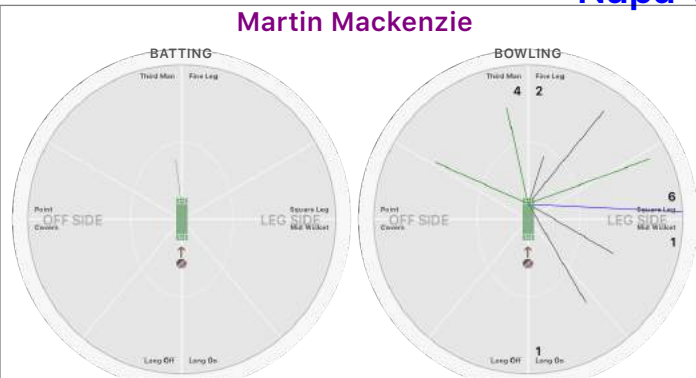 Martin Mackenzie
BATTING
Third Man Fine Leg
Point
OFF SIDE
Covers
Square Leg
LEG SIDE
Mid Wicket
Long Off Long On
BOWLING
Third Man Fine Leg
4 2
Point
OFF SIDE
Covers
6
Square Leg
LEG SIDE
Mid Wicket
1
1
Long Off Long On